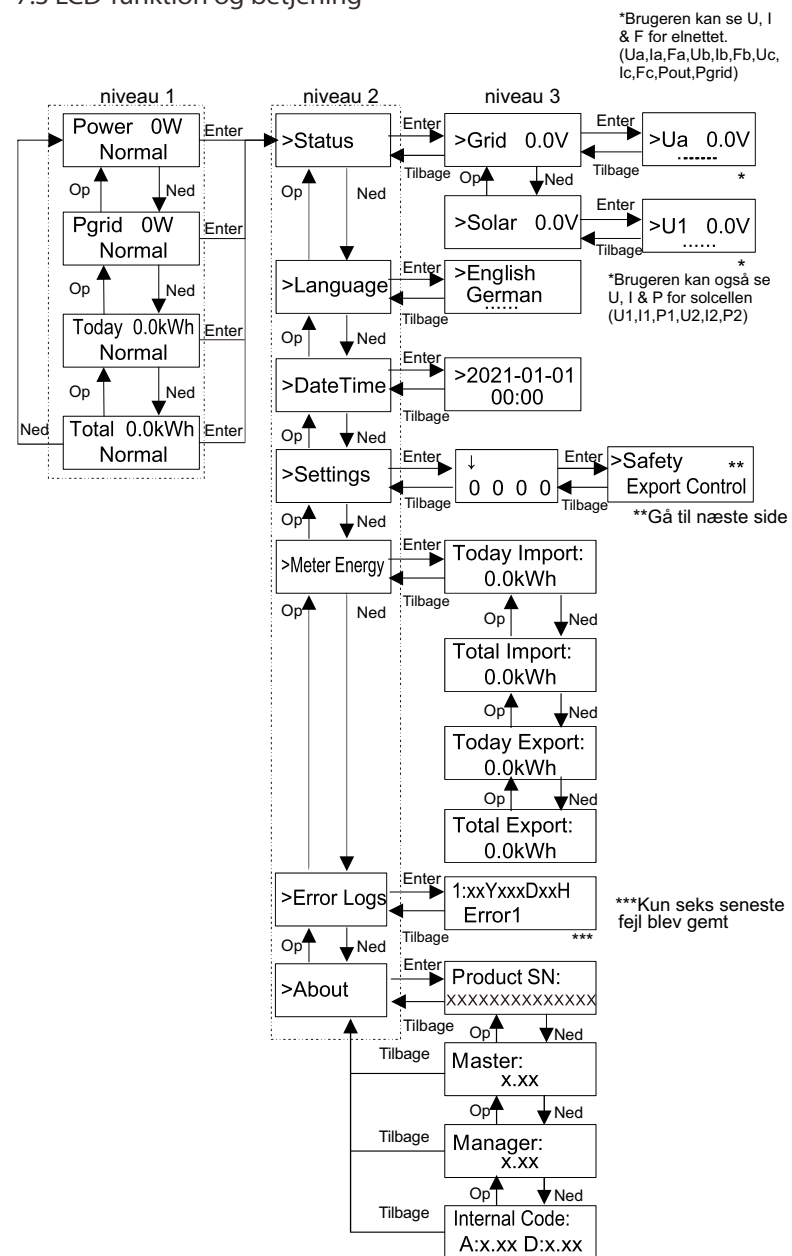 7.3 LCD-funktion og betjening
*Brugeren kan se U, I
& F for elnettet.
(Ua,Ia,Fa,Ub,Ib,Fb,Uc,
Ic,Fc,Pout,Pgrid)
niveau 1
niveau 2
niveau 3
Power 0W
Normal
Enter
Op
Ned
Pgrid 0W
Normal
Enter
Op
Ned
Today 0.0kWh
Normal
Enter
Op
Ned
Ned
Total 0.0kWh
Normal
Enter
>Status
Enter
Tilbage
>Grid 0.0V
Enter
Tilbage
>Ua 0.0V
.......
*
Op
Ned
Op
Ned
>Solar 0.0V
Enter
Tilbage
>U1 0.0V
......
*
*Brugeren kan også se
U, I & P for solcellen
(U1,I1,P1,U2,I2,P2)
>Language
Enter
Tilbage
>English
German
......
Op
Ned
>DateTime
Enter
Tilbage
>2021-01-01
00:00
Op
Ned
>Settings
Enter
Tilbage
↓
0 0 0 0
Enter
Tilbage
>Safety **
Export Control
**Gå til næste side
Op
Ned
>Meter Energy
Enter
Tilbage
Today Import:
0.0kWh
Op
Ned
Op
Ned
Total Import:
0.0kWh
Op
Ned
Today Export:
0.0kWh
Op
Ned
Total Export:
0.0kWh
>Error Logs
Enter
Tilbage
1:xxYxxxDxxH
Error1
***
***Kun seks seneste
fejl blev gemt
Op
Ned
>About
Enter
Tilbage
Product SN:
XXXXXXXXXXXXXX
Op
Ned
Tilbage
Master:
x.xx
Op
Ned
Tilbage
Manager:
x.xx
Op
Ned
Tilbage
Internal Code:
A:x.xx D:x.xx